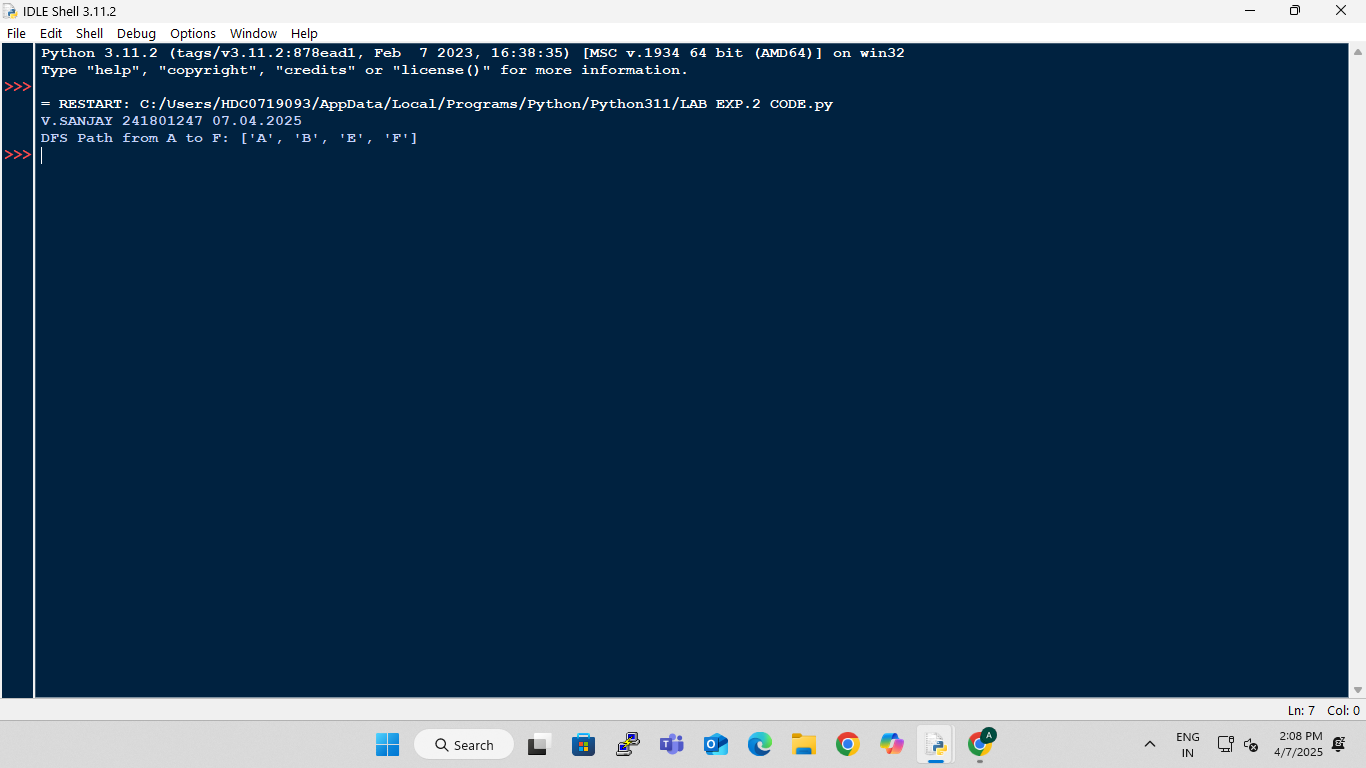 IDLE Shell 3.11.2
File Edit Shell Debug Options Window Help
Python 3.11.2 (tags/v3.11.2:878ead1, Feb  7 2023, 16:38:35) [MSC v.1934 64 bit (AMD64)] on win32
Type "help", "copyright", "credits" or "license()" for more information.
>>>
= RESTART: C:/Users/HDC0719093/AppData/Local/Programs/Python/Python311/LAB EXP.2 CODE.py
V.SANJAY 241801247 07.04.2025
DFS Path from A to F: ['A', 'B', 'E', 'F']
>>>
Ln: 7 Col: 0
Search
A
ENG
IN
2:08 PM
4/7/2025